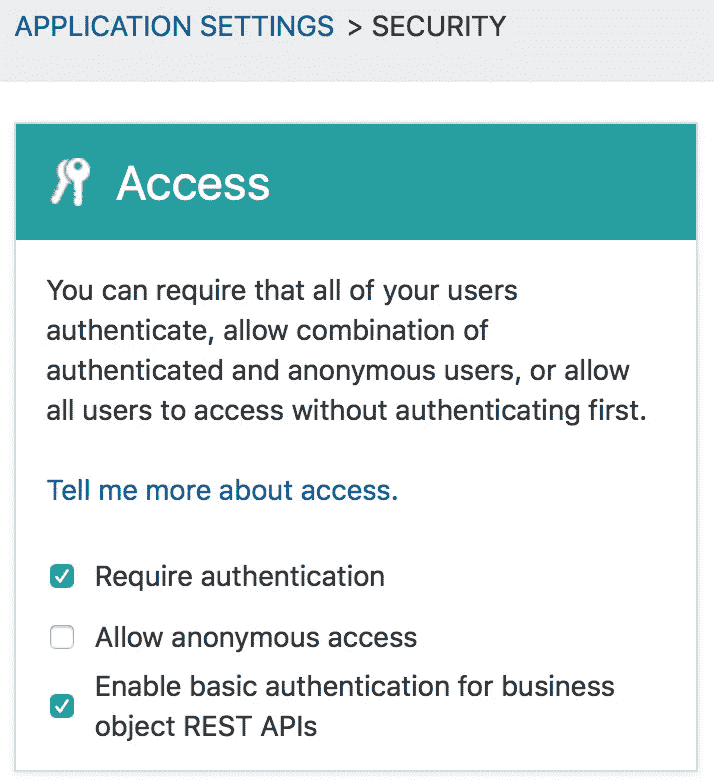 APPLICATION SETTINGS > SECURITY
Access
You can require that all of your users
authenticate, allow combination of
authenticated and anonymous users, or allow
all users to access without authenticating first.
Tell me more about access.
Require authentication
Allow anonymous access
Enable basic authentication for business
object REST APIs